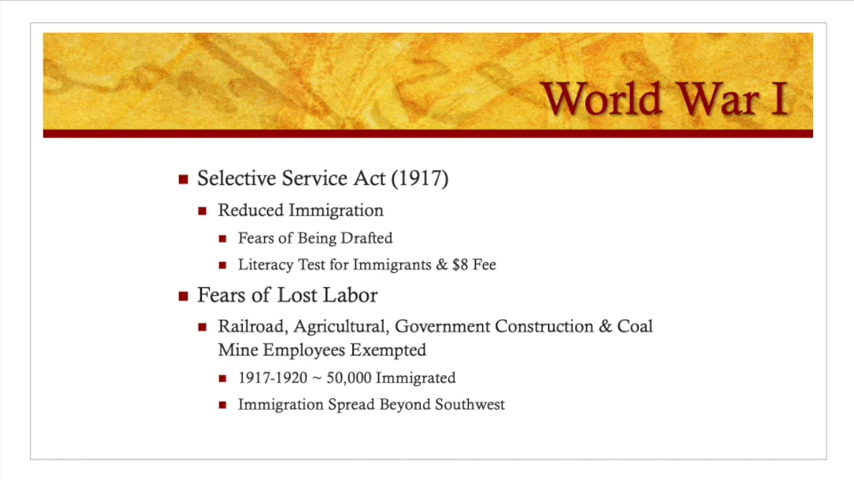 World War I
Selective Service Act (1917)
Reduced Immigration
Fears of Being Drafted
Literacy Test for Immigrants & $8 Fee
Fears of Lost Labor
Railroad, Agricultural, Government Construction & Coal
Mine Employees Exempted
1917-1920 ~ 50,000 Immigrated
Immigration Spread Beyond Southwest